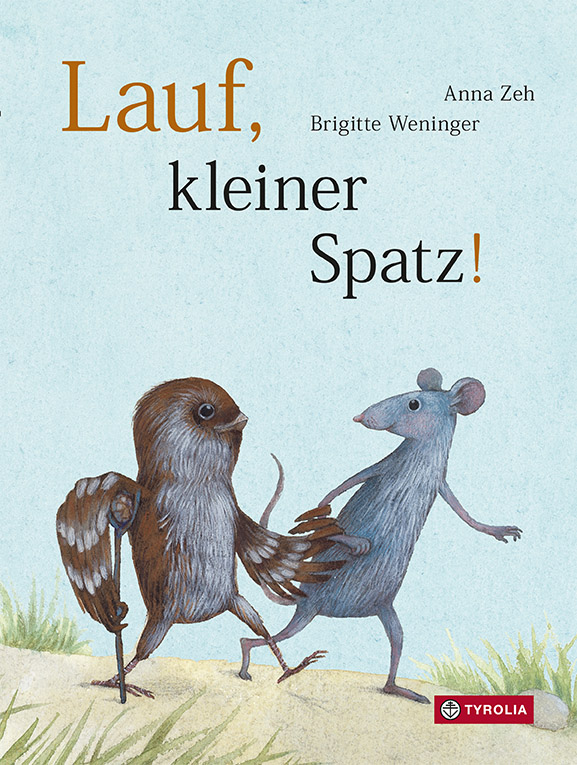 Lauf,
kleiner
Spatz!
Anna Zeh
Brigitte Weninger
TYROLIA